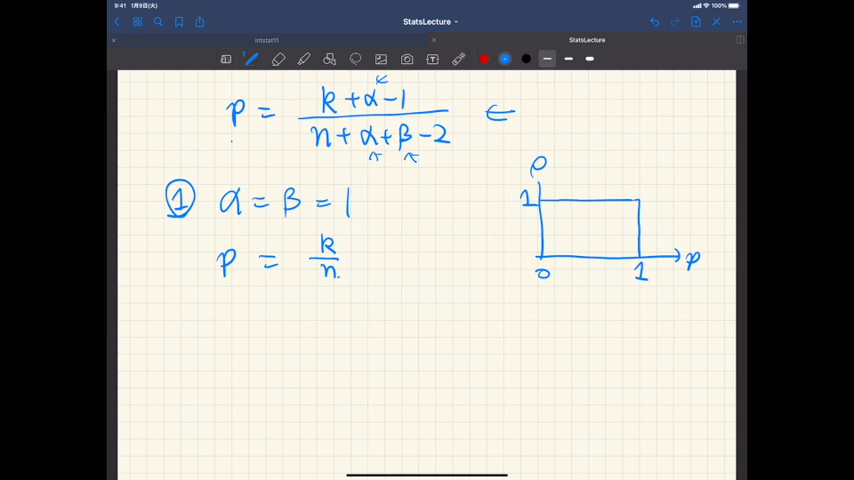 9:41 1月9日(火)
100%
StatsLecture
intstat11
StatsLecture
p = (k+α-1)/(n+α+β-2) ←
① α = β = 1
p = k/n
ρ
1
0 1 p